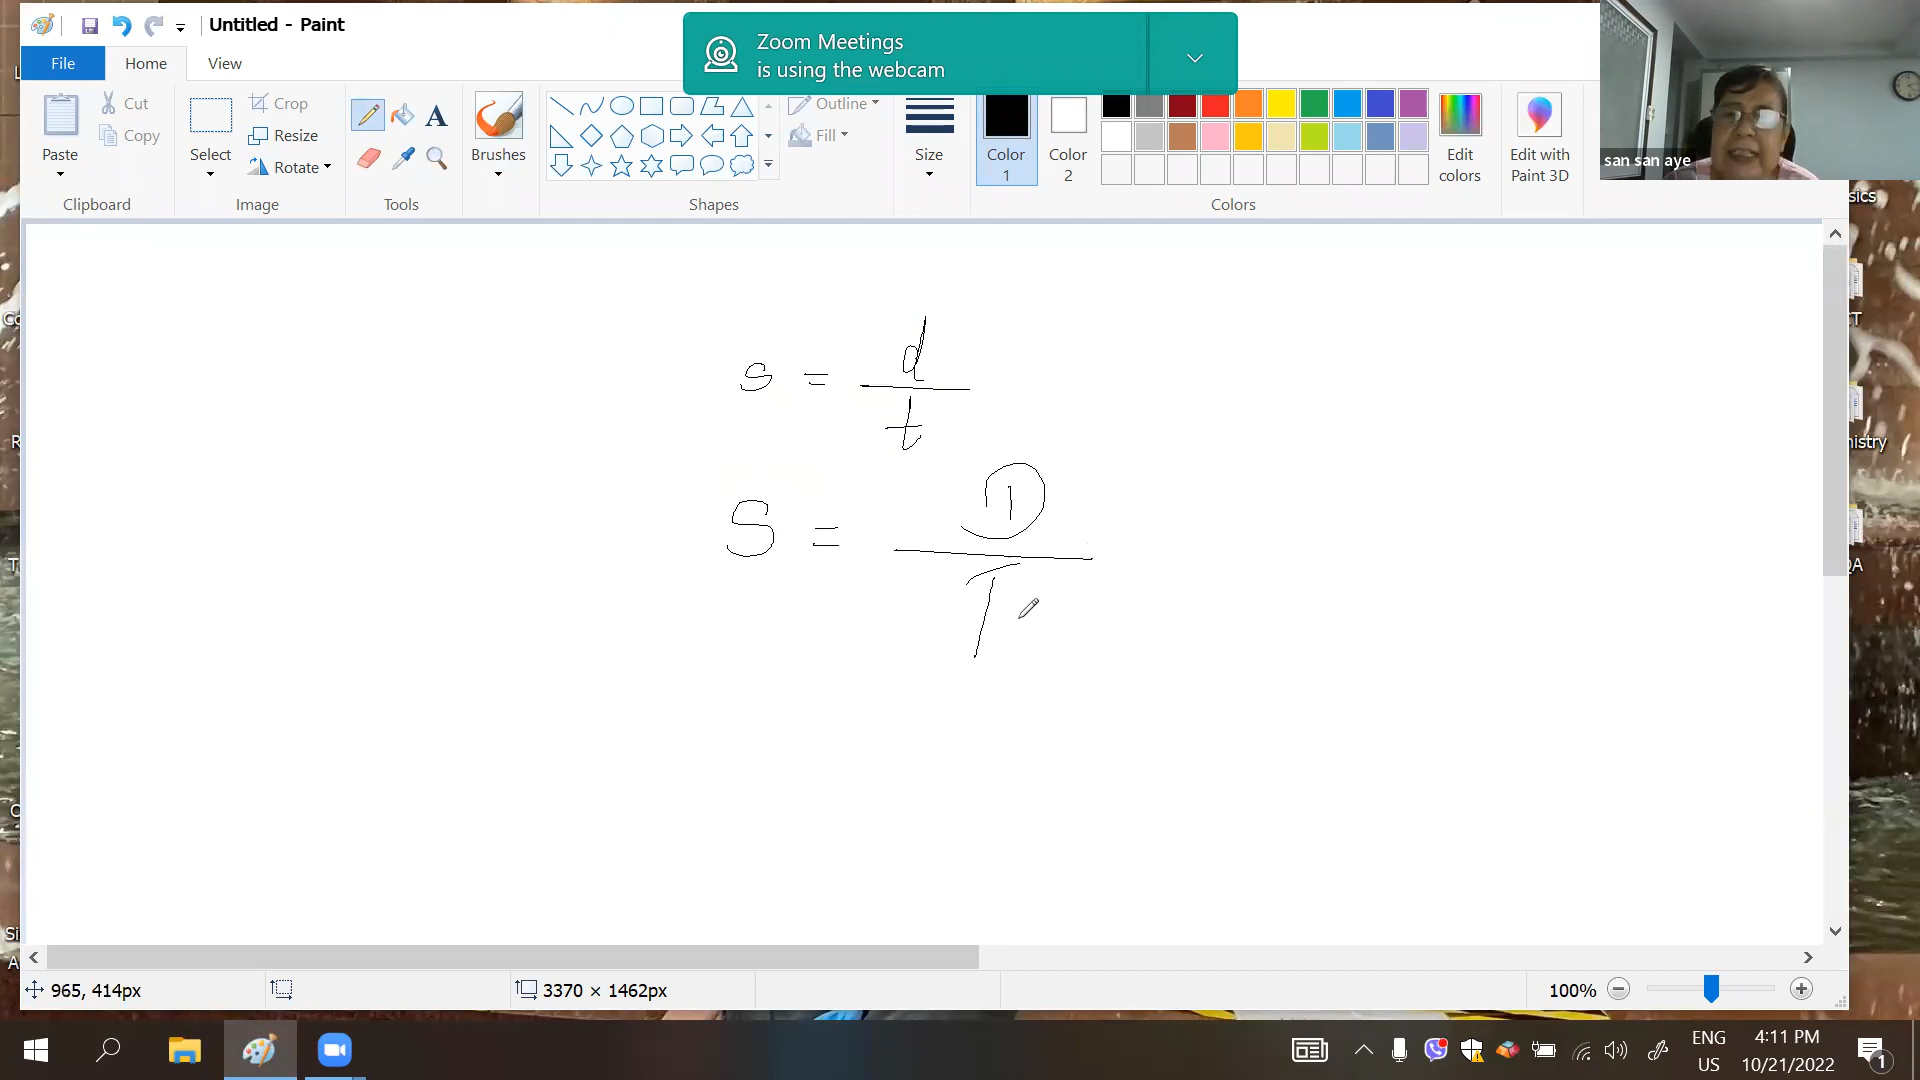 Untitled - Paint
Zoom Meetings
is using the webcam
File
Home
View
Cut
Crop
Copy
Resize
Rotate
Paste
Select
Brushes
Outline
Fill
Size
Color
1
Color
2
Edit
colors
Edit with
Paint 3D
san san aye
Clipboard
Image
Tools
Shapes
Colors
s = d
t
S = D
T
965, 414px
3370 × 1462px
100%
ENG
US
4:11 PM
10/21/2022
1